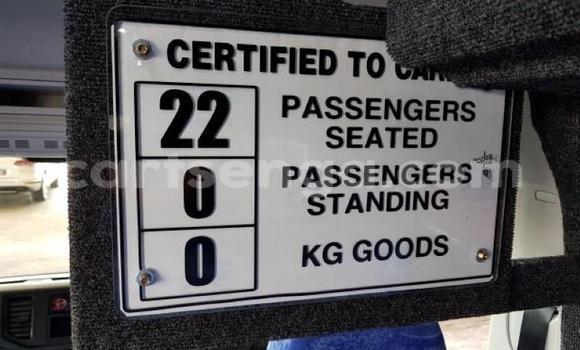 CERTIFIED TO
22 PASSENGERS
SEATED
0 PASSENGERS
STANDING
0 KG GOODS